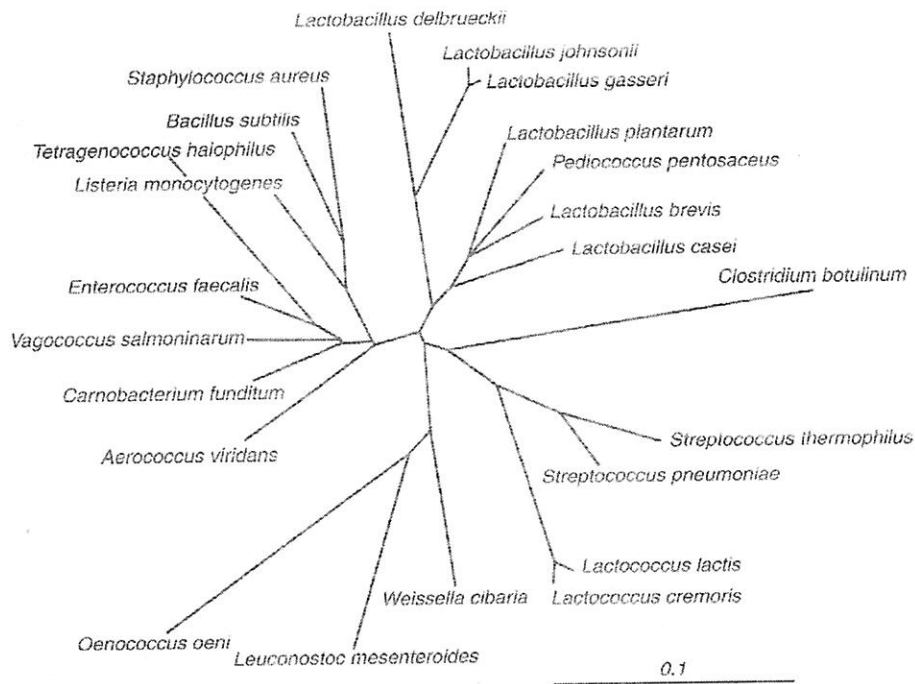 Lactobacillus delbrueckii
Lactobacillus johnsonii
Staphylococcus aureus
Lactobacillus gasseri
Bacillus subtilis
Lactobacillus plantarum
Tetragenococcus halophilus
Pediococcus pentosaceus
Listeria monocytogenes
Lactobacillus brevis
Lactobacillus casei
Clostridium botulinum
Enterococcus faecalis
Vagococcus salmoninarum
Carnobacterium funditum
Streptococcus thermophilus
Aerococcus viridans
Streptococcus pneumoniae
Lactococcus lactis
Weissella cibaria
Lactococcus cremoris
Oenococcus oeni
Leuconostoc mesenteroides
0.1